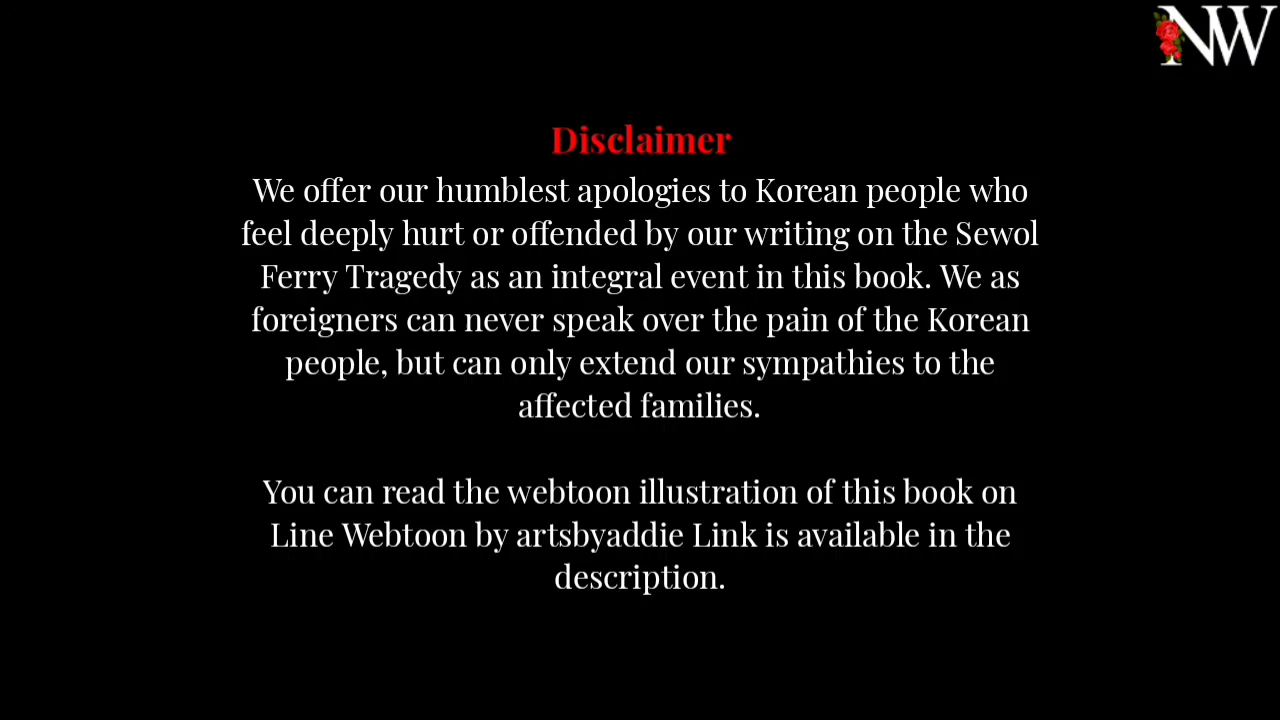 NW
Disclaimer
We offer our humblest apologies to Korean people who
feel deeply hurt or offended by our writing on the Sewol
Ferry Tragedy as an integral event in this book. We as
foreigners can never speak over the pain of the Korean
people, but can only extend our sympathies to the
affected families.
You can read the webtoon illustration of this book on
Line Webtoon by artsbyaddie Link is available in the
description.